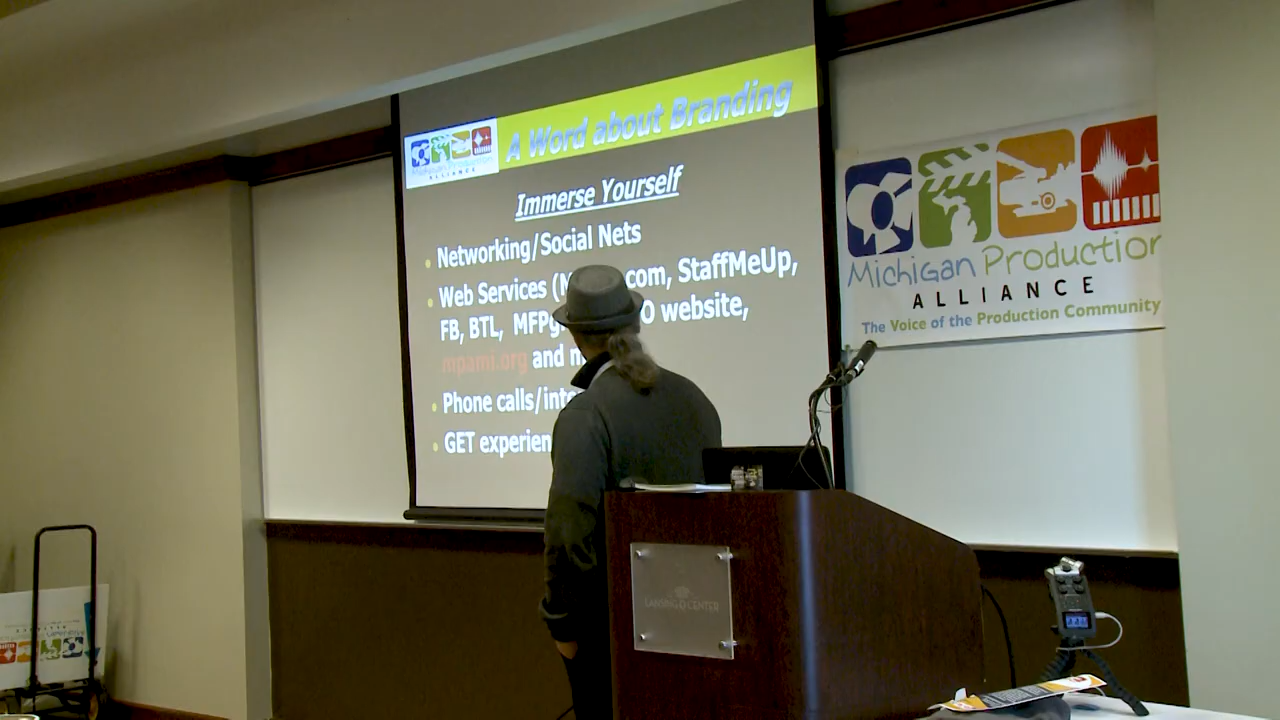 A Word about Branding
Michigan Production
ALLIANCE
Immerse Yourself
Networking/Social Nets
Web Services (M com, StaffMeUp,
FB, BTL, MFPg O website,
mpami.org and m
Phone calls/inte
GET experien
Michigan Production
ALLIANCE
The Voice of the Production Community
LANSING CENTER